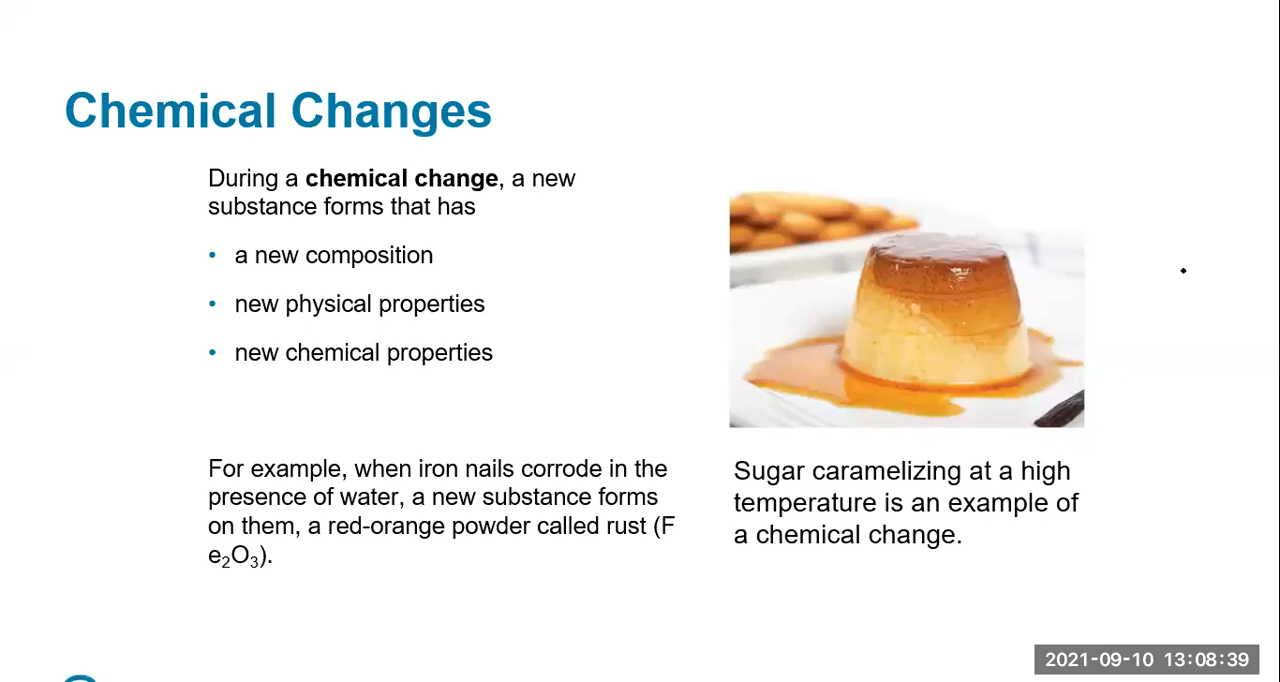 Chemical Changes
During a chemical change, a new
substance forms that has
• a new composition
• new physical properties
• new chemical properties
For example, when iron nails corrode in the
presence of water, a new substance forms
on them, a red-orange powder called rust (F
e₂O₃).
Sugar caramelizing at a high
temperature is an example of
a chemical change.
2021-09-10 13:08:39